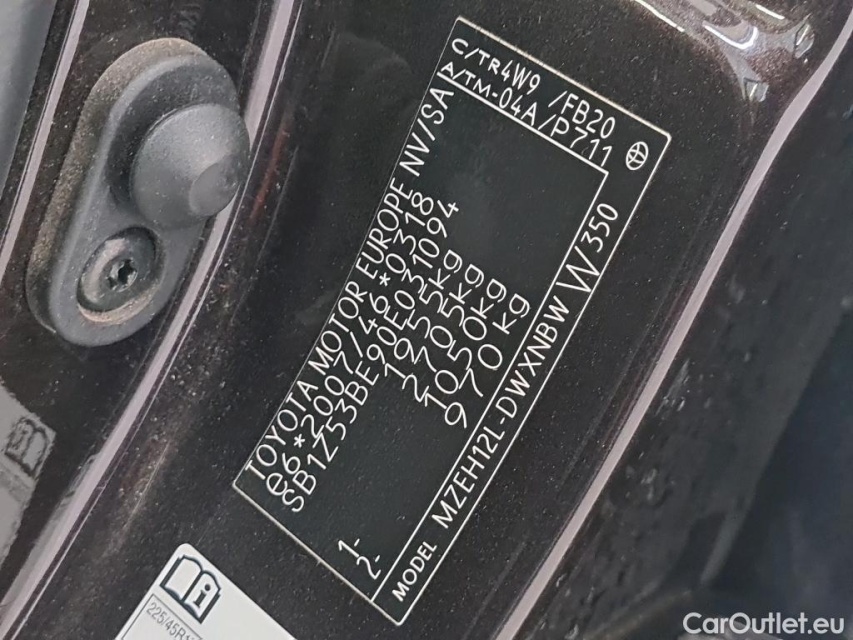 C/TR4W9 /FB20
A/TM-04A/P711
TOYOTA MOTOR EUROPE NV/SA
e6*2007/46*0318
SB1Z53BE90E031094
1955kg
2705kg
1- 1050kg
2- 970kg
MODEL MZEH12L-DWXNBW W350
225/45R17
CarOutlet.eu